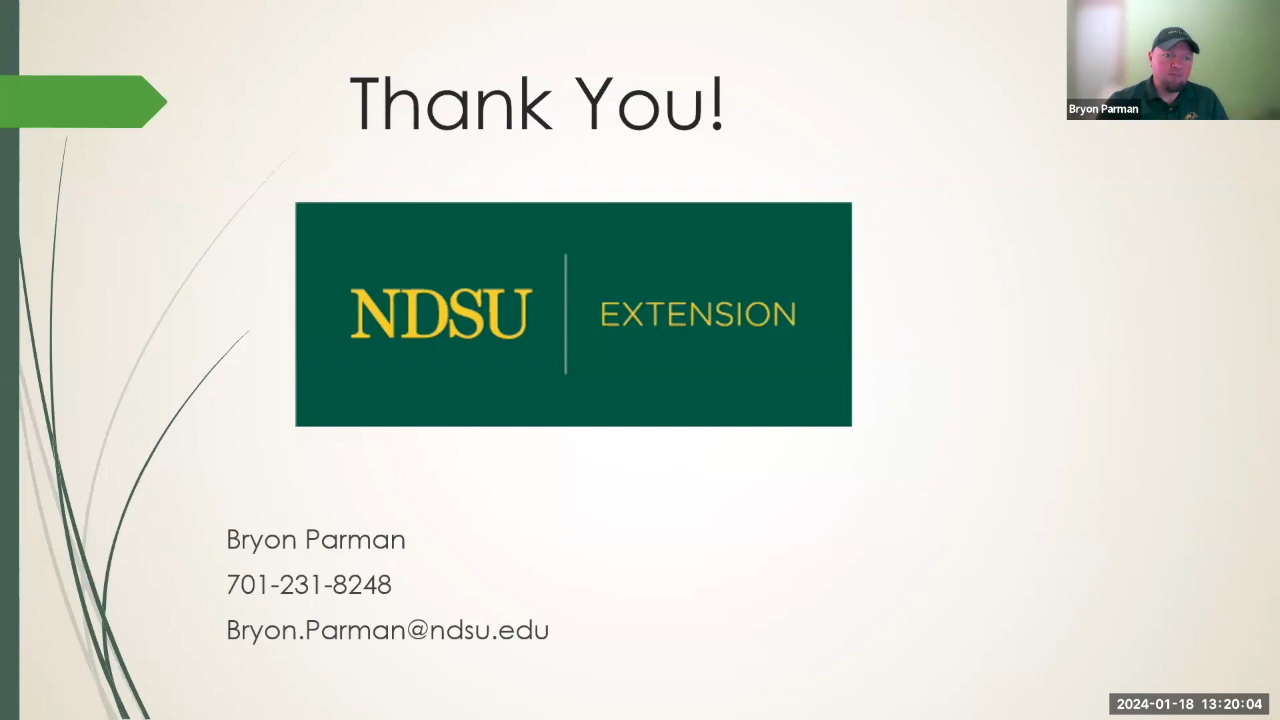 Thank You!
Bryon Parman
NDSU | EXTENSION
Bryon Parman
701-231-8248
Bryon.Parman@ndsu.edu
2024-01-18 13:20:04